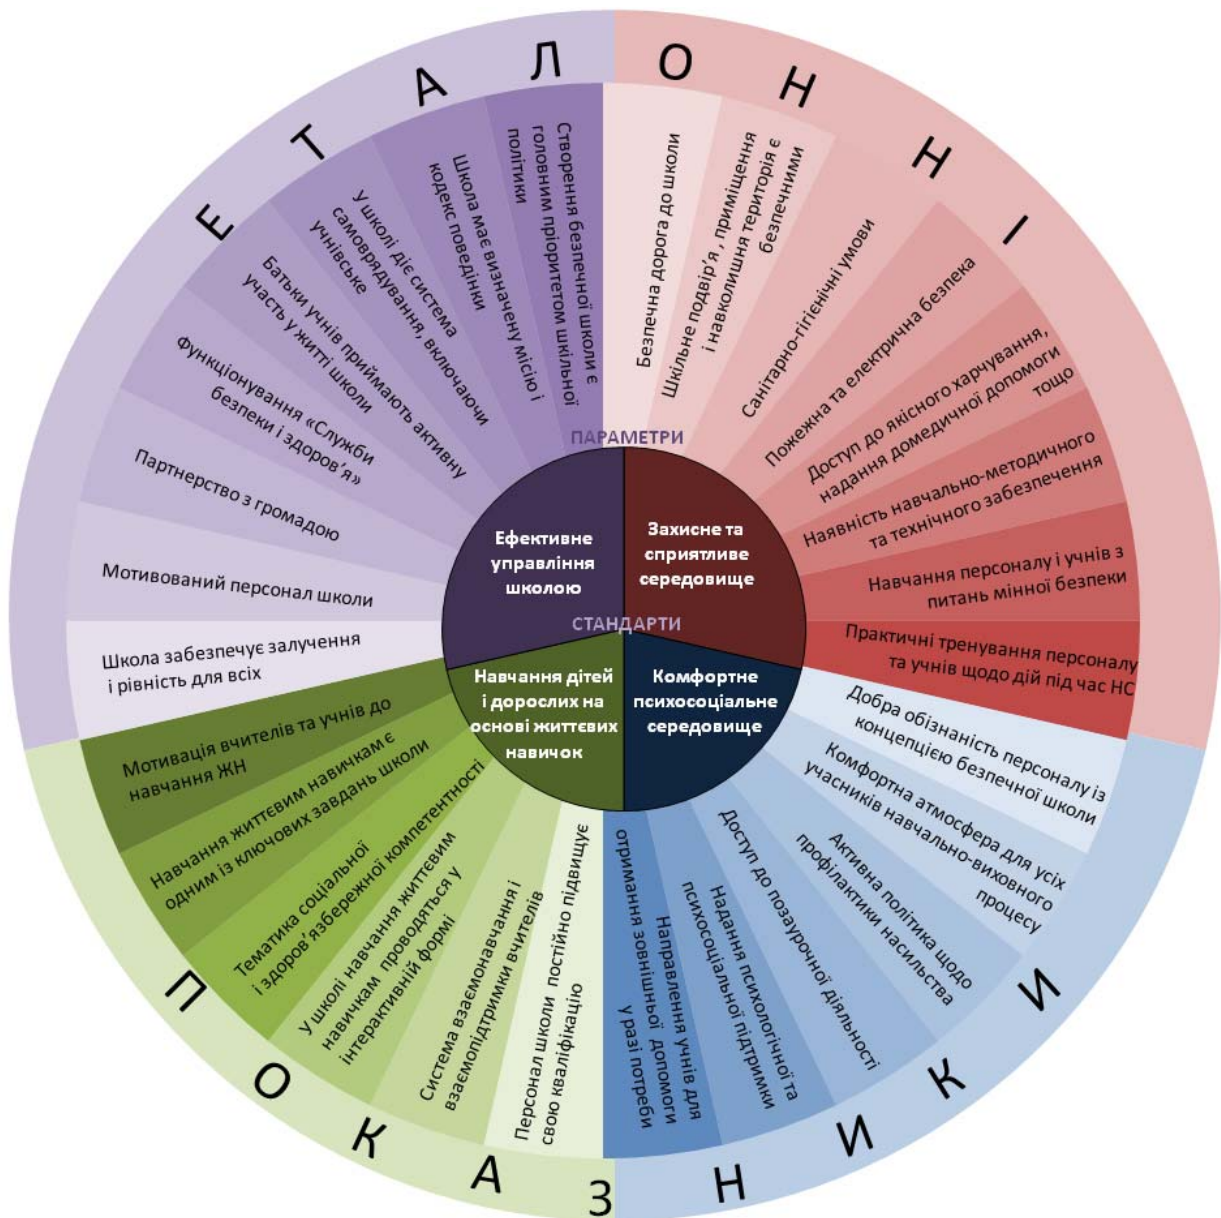 ЕТАЛОННІ
ПОКАЗНИКИ
ПАРАМЕТРИ
СТАНДАРТИ
Ефективне
управління
школою
Захисне та
сприятливе
середовище
Комфортне
психосоціальне
середовище
Навчання дітей
і дорослих на
основі життєвих
навичок
Безпечна дорога до школи
Шкільне подвір’я , приміщення
і навколишня територія є
безпечними
Санітарно-гігієнічні умови
Пожежна та електрична безпека
Доступ до якісного харчування,
надання домедичної допомоги
тощо
Наявність навчально-методичного
та технічного забезпечення
Навчання персоналу і учнів з
питань мінної безпеки
Практичні тренування персоналу
та учнів щодо дій під час НС
Добра обізнаність персоналу із
концепцією безпечної школи
Комфортна атмосфера для усіх
учасників навчально-виховного
процесу
Активна політика щодо
профілактики насильства
Доступ до позаурочної діяльності
Надання психологічної та
психосоціальної підтримки
Направлення учнів для
отримання зовнішньої допомоги
у разі потреби
Персонал школи постійно підвищує
свою кваліфікацію
Система взаємонавчання і
взаємопідтримки вчителів
У школі навчання життєвим
навичкам проводяться у
інтерактивній формі
Тематика соціальної
і здоров’язбережної компетентності
Навчання життєвим навичкам є
одним із ключових завдань школи
Мотивація вчителів та учнів до
навчання ЖН
Школа забезпечує залучення
і рівність для всіх
Мотивований персонал школи
Партнерство з громадою
Функціонування «Служби
безпеки і здоров’я»
Батьки учнів приймають активну
участь у житті школи
У школі діє система
самоврядування, включаючи
учнівське
Школа має визначену місію і
кодекс поведінки
Створення безпечної школи є
головним пріоритетом шкільної
політики